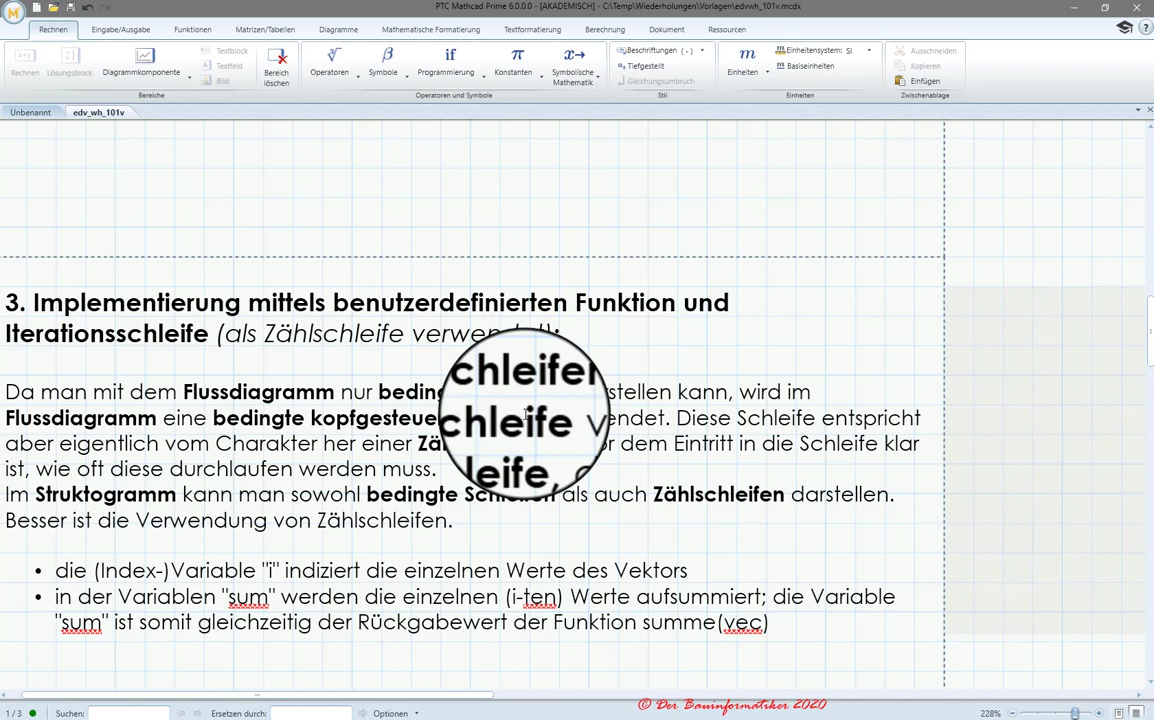 PTC Mathcad Prime 6.0.0.0 - [AKADEMISCH] - C:\Temp\Wiederholungen\Vorlagen\edvwh_101v.mcdx
Rechnen Eingabe/Ausgabe Funktionen Matrizen/Tabellen Diagramme Mathematische Formatierung Textformatierung Berechnung Dokument Ressourcen
Rechnen Lösungsblock Diagrammkomponente Textblock Textfeld Bild Bereich löschen
Operatoren Symbole Programmierung Konstanten Symbolische Mathematik
Beschriftungen ( - ) Tiefgestellt Gleichungsumbruch
Einheiten Einheitensystem: SI Basiseinheiten
Ausschneiden Kopieren Einfügen
Bereiche Operatoren und Symbole Stil Einheiten Zwischenablage
Unbenannt edv_wh_101v
3. Implementierung mittels benutzerdefinierten Funktion und
Iterationsschleife (als Zählschleife verwendet):
Da man mit dem Flussdiagramm nur beding chleifen stellen kann, wird im
Flussdiagramm eine bedingte kopfgesteue chleife v endet. Diese Schleife entspricht
aber eigentlich vom Charakter her einer Zä leife, or dem Eintritt in die Schleife klar
ist, wie oft diese durchlaufen werden muss.
Im Struktogramm kann man sowohl bedingte Schleifen als auch Zählschleifen darstellen.
Besser ist die Verwendung von Zählschleifen.
• die (Index-)Variable "i" indiziert die einzelnen Werte des Vektors
• in der Variablen "sum" werden die einzelnen (i-ten) Werte aufsummiert; die Variable
"sum" ist somit gleichzeitig der Rückgabewert der Funktion summe(vec)
© Der Bauinformatiker 2020
1 / 3 Suchen: Ersetzen durch: Optionen 228%